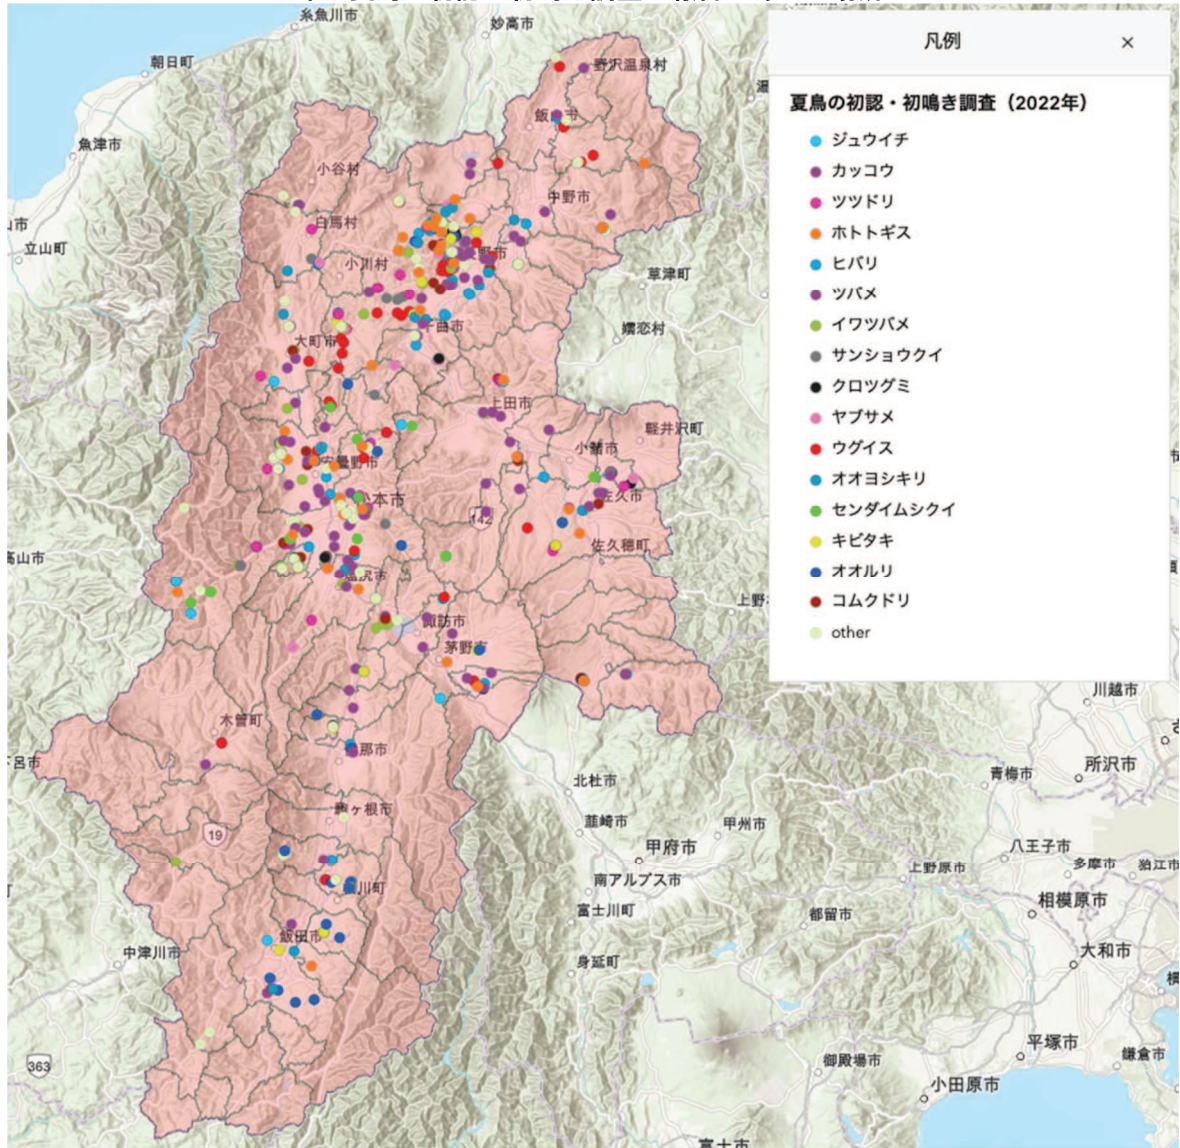 糸魚川市
妙高市
凡例
×
朝日町
野沢温泉村
夏鳥の初認・初鳴き調査（2022年）
魚津市
ジュウイチ
小谷村
カッコウ
中野市
ツツドリ
白馬村
ホトトギス
立山町
小川村
ヒバリ
草津町
ツバメ
千曲市
嬬恋村
イワツバメ
大町市
サンショウクイ
クロツグミ
上田市
ヤブサメ
軽井沢町
小諸市
ウグイス
安曇野市
オオヨシキリ
佐久市
松本市
142
センダイムシクイ
佐久穂町
キビタキ
高山市
塩尻市
オオルリ
コムクドリ
諏訪市
other
茅野市
川越市
木曽町
伊那市
下呂市
所沢市
青梅市
北杜市
駒ヶ根市
韮崎市
甲州市
19
甲府市
八王子市
多摩市
狛江市
上野原市
南アルプス市
相模原市
富士川町
都留市
飯田市
中津川市
大和市
身延町
平塚市
鎌倉市
御殿場市
363
小田原市
富士市